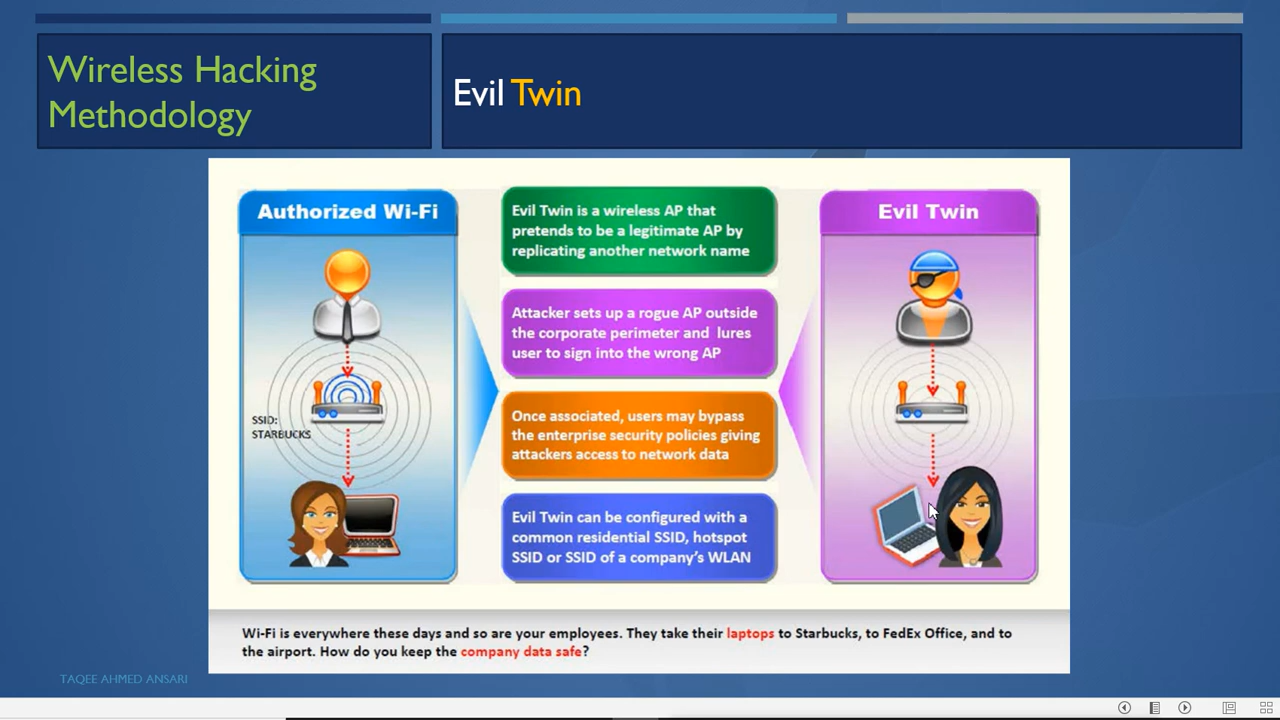 Wireless Hacking
Methodology
Evil Twin
Authorized Wi-Fi
SSID:
STARBUCKS
Evil Twin is a wireless AP that
pretends to be a legitimate AP by
replicating another network name
Attacker sets up a rogue AP outside
the corporate perimeter and lures
user to sign into the wrong AP
Once associated, users may bypass
the enterprise security policies giving
attackers access to network data
Evil Twin can be configured with a
common residential SSID, hotspot
SSID or SSID of a company's WLAN
Evil Twin
Wi-Fi is everywhere these days and so are your employees. They take their laptops to Starbucks, to FedEx Office, and to
the airport. How do you keep the company data safe?
TAQEE AHMED ANSARI